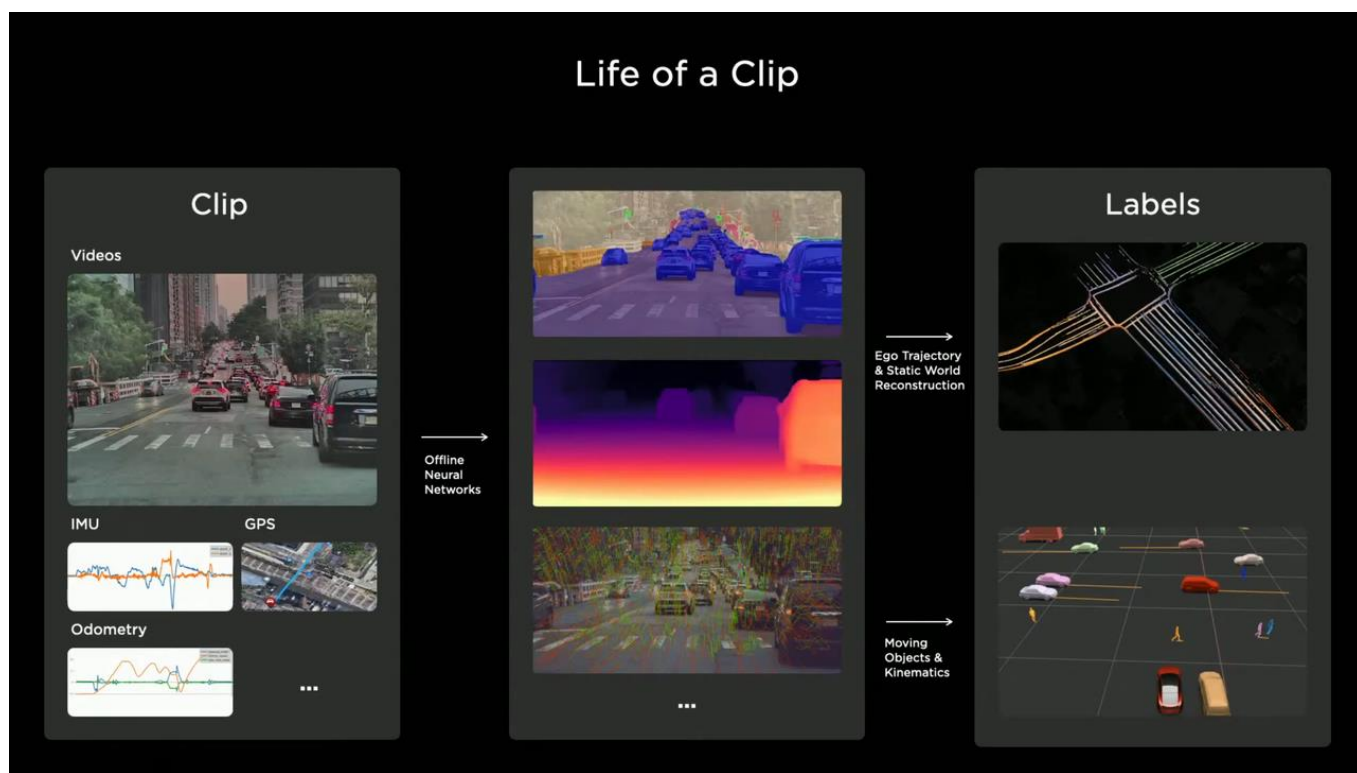 Life of a Clip
Clip
Videos
IMU
GPS
Odometry
...
Offline
Neural
Networks
...
Ego Trajectory
& Static World
Reconstruction
Moving
Objects &
Kinematics
Labels